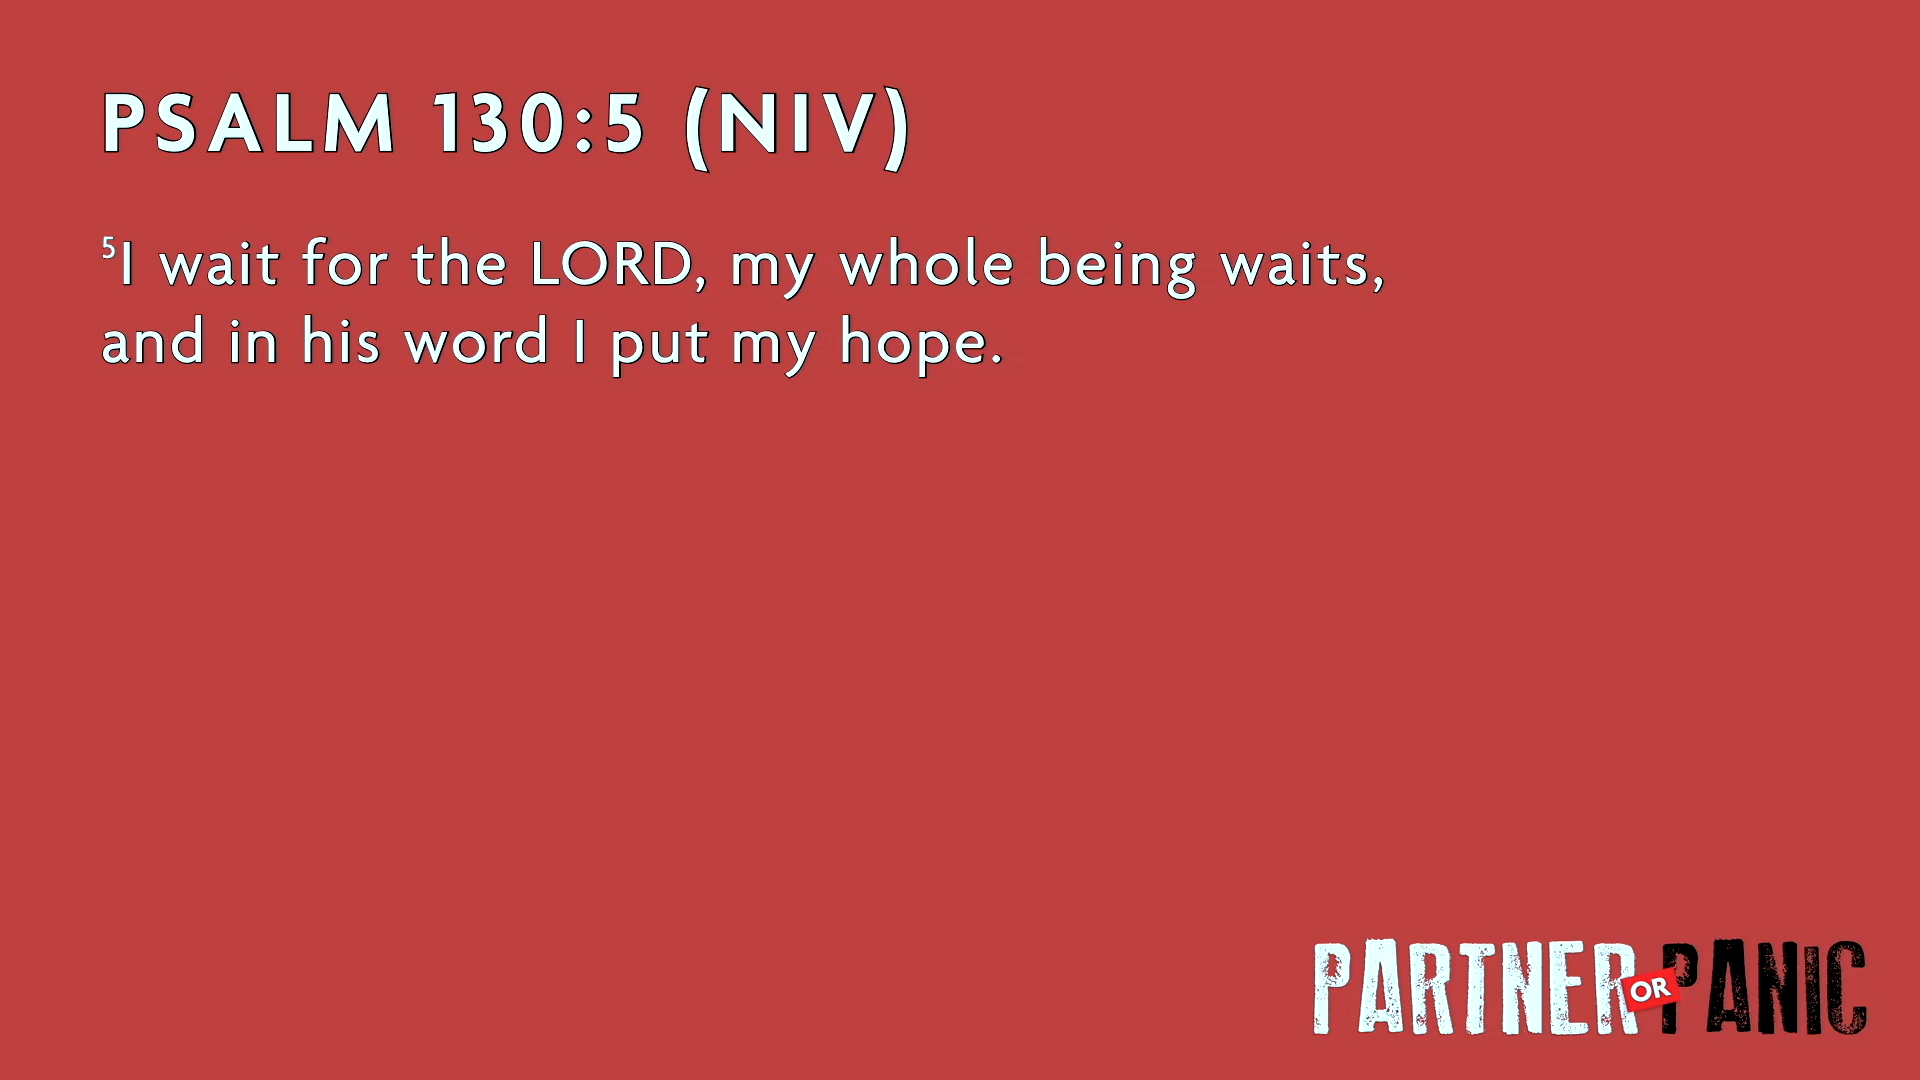 PSALM 130:5 (NIV)
⁵I wait for the LORD, my whole being waits,
and in his word I put my hope.
PARTNER OR PANIC